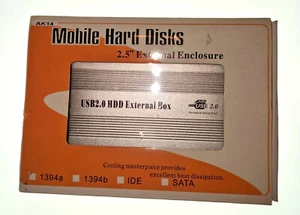 AK14
Mobile Hard Disks
2.5" External Enclosure
USB2.0 HDD External Box
USB 2.0
Cooling masterpiece provides
excellent heat dissipation.
1394a 1394b IDE SATA